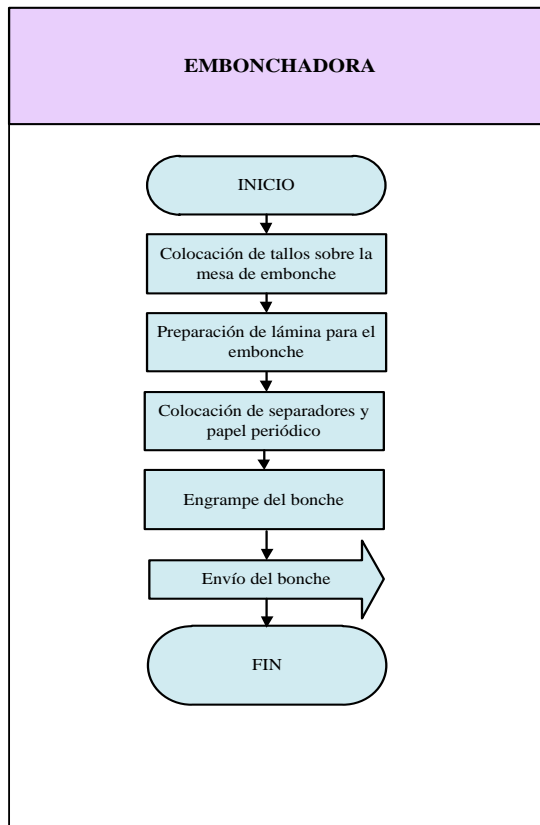 EMBONCHADORA
INICIO
Colocación de tallos sobre la
mesa de embonche
Preparación de lámina para el
embonche
Colocación de separadores y
papel periódico
Engrampe del bonche
Envío del bonche
FIN